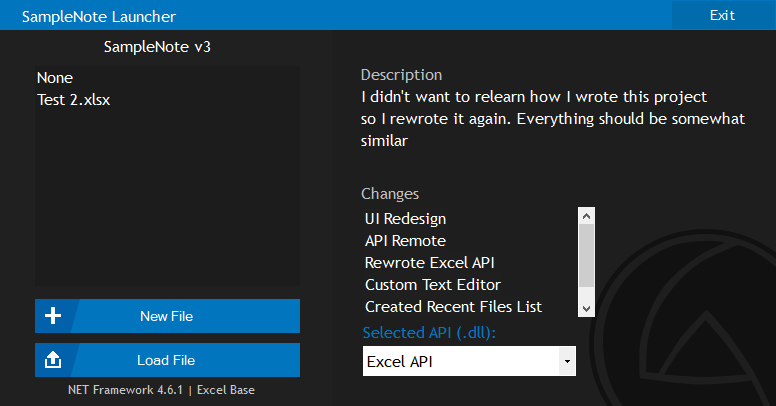 SampleNote Launcher
Exit
SampleNote v3
None
Test 2.xlsx
New File
Load File
NET Framework 4.6.1 | Excel Base
Description
I didn't want to relearn how I wrote this project
so I rewrote it again. Everything should be somewhat
similar
Changes
UI Redesign
API Remote
Rewrote Excel API
Custom Text Editor
Created Recent Files List
Selected API (.dll):
Excel API